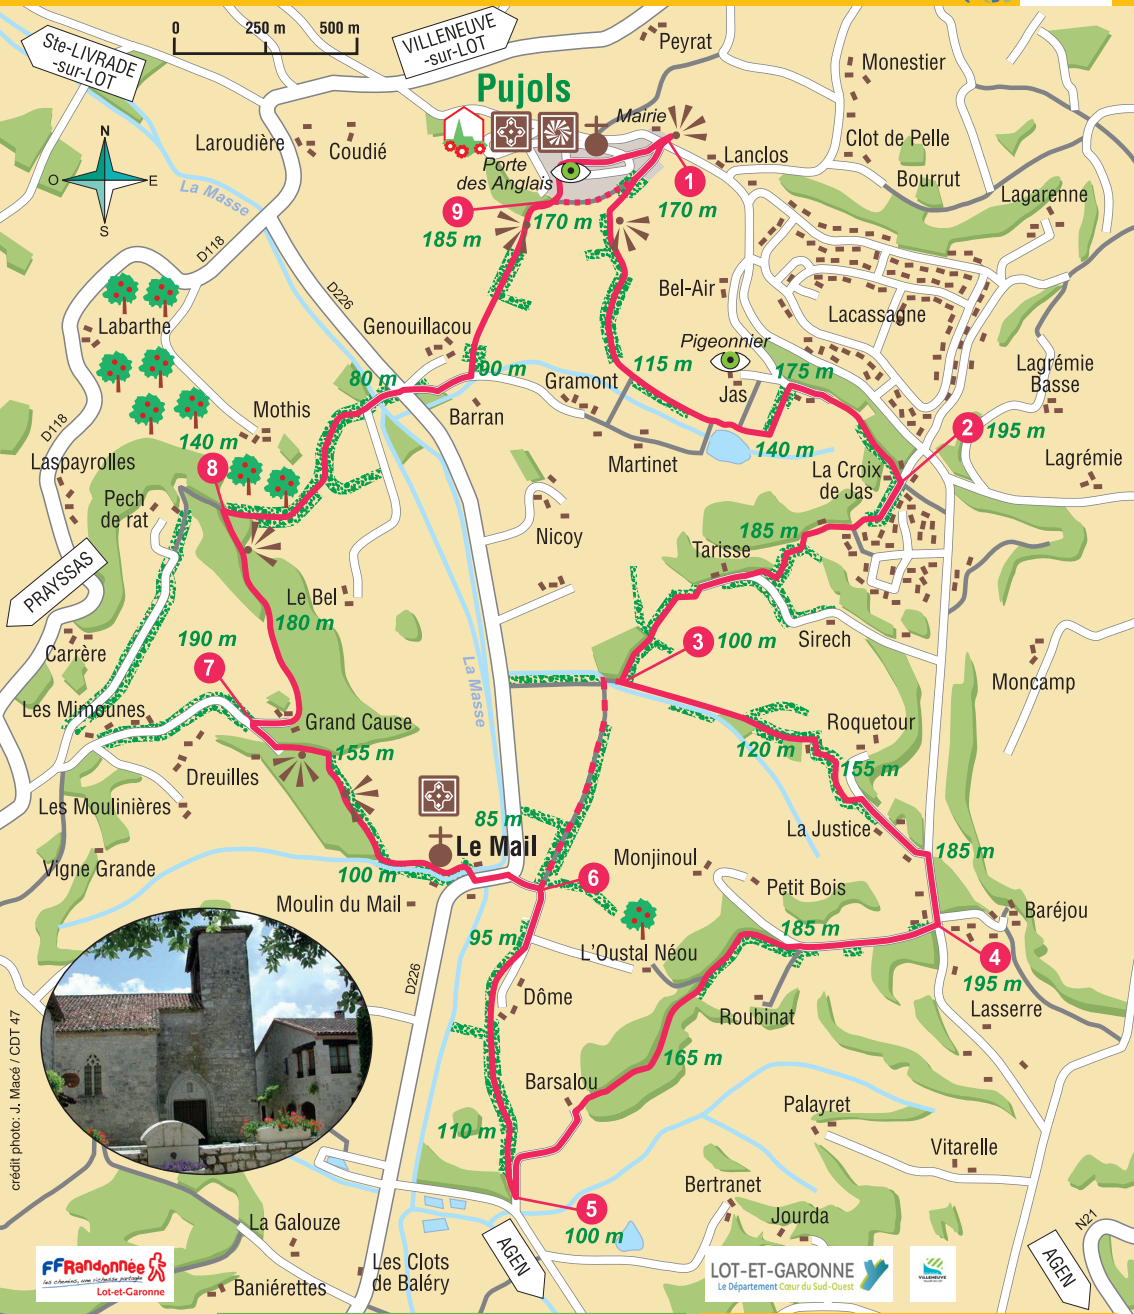 0 250 m 500 m
Ste-LIVRADE
-sur-LOT
VILLENEUVE
-sur-LOT
Peyrat
Monestier
Pujols
N
O E
S
Laroudière
Coudié
Mairie
Clot de Pelle
Lanclos
Bourrut
Porte
des Anglais
La Masse
1
170 m
Lagarenne
9
185 m
170 m
D118
D226
Bel-Air
Lacassagne
Labarthe
Genouillacou
Pigeonnier
115 m
175 m
Lagrémie
Basse
80 m
90 m
Gramont
Jas
Mothis
Barran
D118
140 m
2
195 m
140 m
8
Laspayrolles
Martinet
La Croix
de Jas
Lagrémie
Pech
de rat
Nicoy
185 m
Tarisse
PRAYSSAS
Le Bel
180 m
190 m
Carrère
7
3
100 m
Sirech
La Masse
Moncamp
Les Mimounes
Grand Cause
Roquetour
155 m
120 m
155 m
Dreuilles
Les Moulinières
85 m
La Justice
Le Mail
185 m
Monjinoul
Vigne Grande
100 m
6
Petit Bois
Moulin du Mail
Baréjou
95 m
185 m
L'Oustal Néou
4
195 m
D226
Dôme
Lasserre
Roubinat
165 m
Barsalou
Palayret
110 m
Vitarelle
crédit photo: J. Macé / CDT 47
Bertranet
5
100 m
Jourda
La Galouze
N21
AGEN
AGEN
Les Clots
de Baléry
Baniérettes
FFRandonnée
les chemins, une richesse partagée
Lot-et-Garonne
LOT-ET-GARONNE
Le Département Cœur du Sud-Ouest
VILLENEUVE